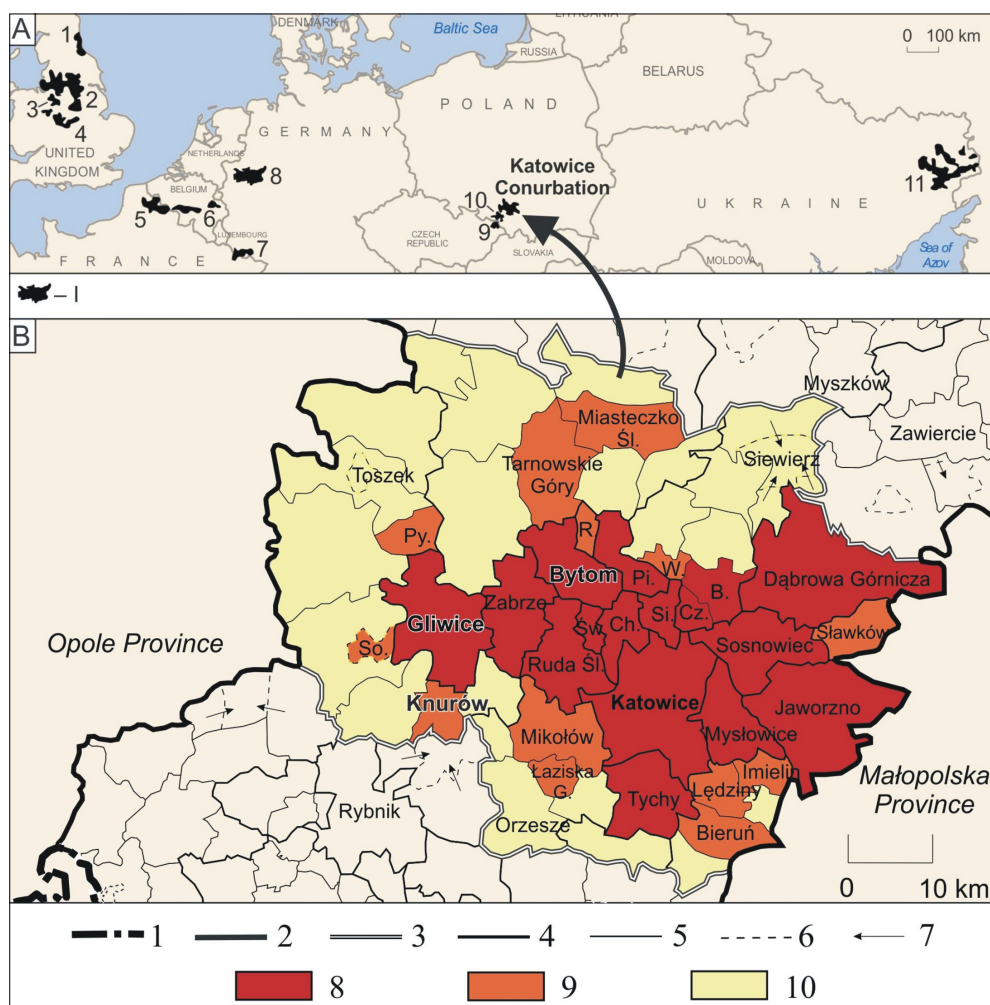 A
1
DENMARK
Baltic Sea
LITHUANIA
RUSSIA
0 100 km
BELARUS
3
2
4
POLAND
GERMANY
UNITED
KINGDOM
NETHERLANDS
8
Katowice
Conurbation
BELGIUM
5
6
10
9
UKRAINE
11
LUXEMBOURG
7
CZECH
REPUBLIC
SLOVAKIA
MOLDOVA
Sea of
Azov
FRANCE
– I
B
Myszków
Miasteczko
Śl.
Zawiercie
Siewierz
Toszek
Tarnowskie
Góry
Py.
R.
Bytom
Pi.
W.
B.
Dąbrowa Górnicza
Zabrze
Gliwice
Św.
Ch.
Si.
Cz.
Sławków
Opole Province
So.
Ruda Śl.
Sosnowiec
Knurów
Katowice
Jaworzno
Mikołów
Mysłowice
Łaziska
G.
Imielin
Lędziny
Małopolska
Province
Rybnik
Tychy
Orzesze
Bieruń
0 10 km
1 2 3 4 5 6 7
8 9 10